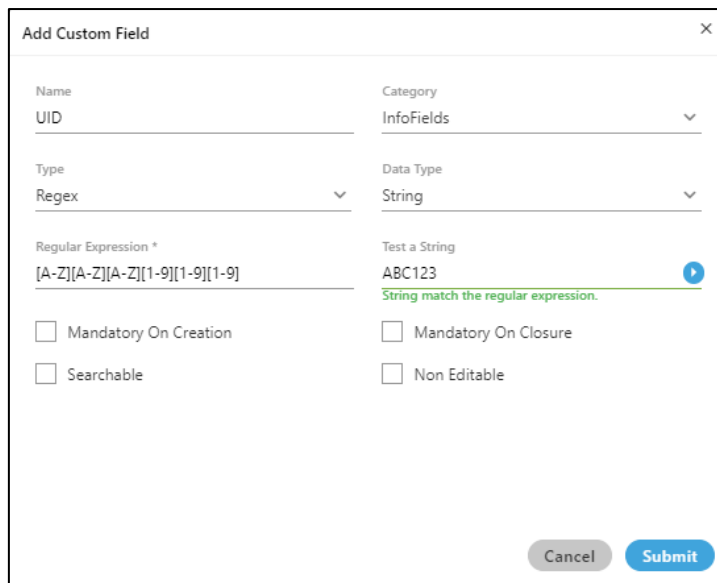 Add Custom Field
Name
Category
UID
InfoFields
Type
Data Type
Regex
String
Regular Expression *
Test a String
[A-Z][A-Z][A-Z][1-9][1-9][1-9]
ABC123
String match the regular expression.
Mandatory On Creation
Mandatory On Closure
Searchable
Non Editable
Cancel
Submit